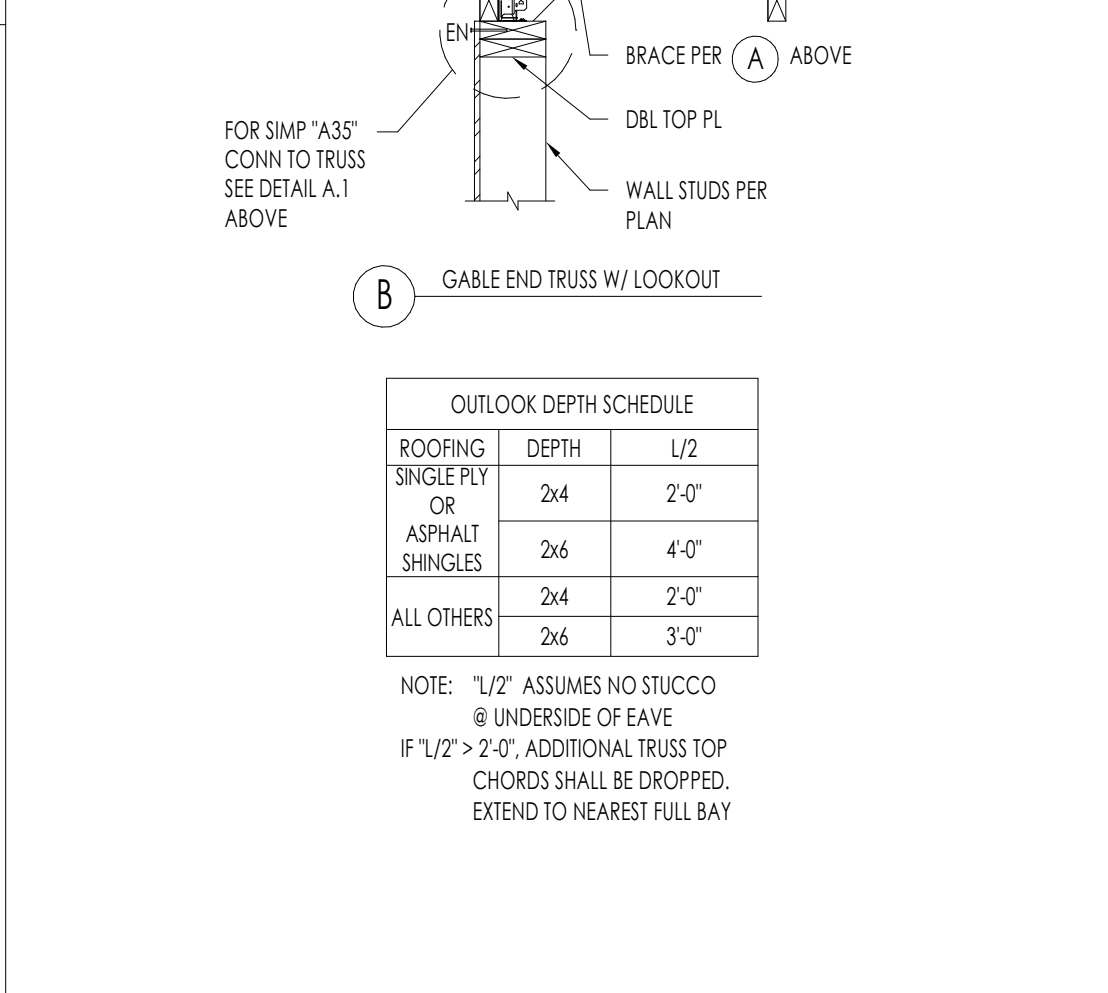 EN
BRACE PER A ABOVE
DBL TOP PL
FOR SIMP "A35"
CONN TO TRUSS
SEE DETAIL A.1
ABOVE
WALL STUDS PER
PLAN
B GABLE END TRUSS W/ LOOKOUT
OUTLOOK DEPTH SCHEDULE
ROOFING DEPTH L/2
SINGLE PLY
OR
ASPHALT
SHINGLES
2x4 2'-0"
2x6 4'-0"
ALL OTHERS
2x4 2'-0"
2x6 3'-0"
NOTE: "L/2" ASSUMES NO STUCCO
@ UNDERSIDE OF EAVE
IF "L/2" > 2'-0", ADDITIONAL TRUSS TOP
CHORDS SHALL BE DROPPED.
EXTEND TO NEAREST FULL BAY